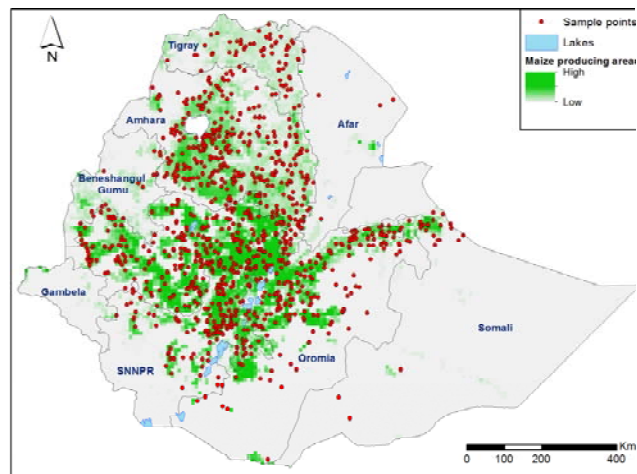 Sample points
Lakes
Maize producing area
High
Low
N
Tigray
Amhara
Afar
Beneshangul
Gumu
Gambela
SNNPR
Oromia
Somali
Km
0 100 200 400